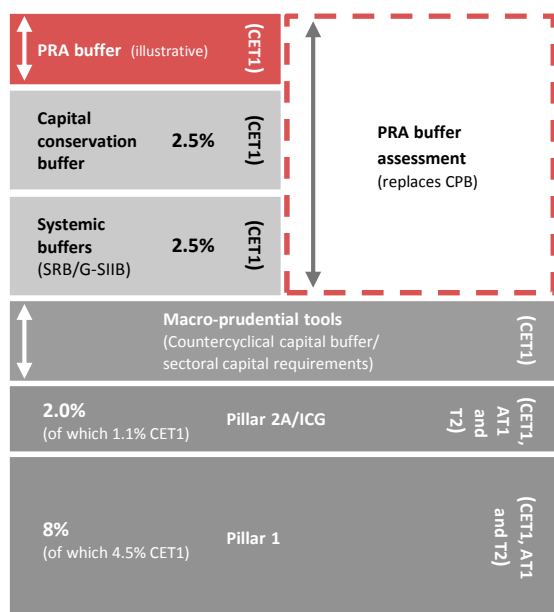 PRA buffer (illustrative)
(CET1)
Capital
conservation
buffer
2.5%
(CET1)
Systemic
buffers
(SRB/G-SIIB)
2.5%
(CET1)
PRA buffer
assessment
(replaces CPB)
Macro-prudential tools
(Countercyclical capital buffer/
sectoral capital requirements)
(CET1)
2.0%
(of which 1.1% CET1)
Pillar 2A/ICG
(CET1,
AT1
and
T2)
8%
(of which 4.5% CET1)
Pillar 1
(CET1, AT1
and T2)